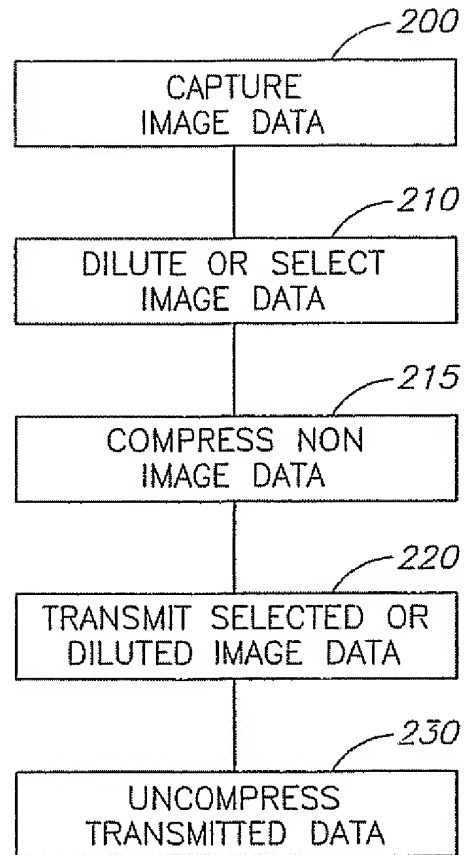 200
CAPTURE
IMAGE DATA
210
DILUTE OR SELECT
IMAGE DATA
215
COMPRESS NON
IMAGE DATA
220
TRANSMIT SELECTED OR
DILUTED IMAGE DATA
230
UNCOMPRESS
TRANSMITTED DATA